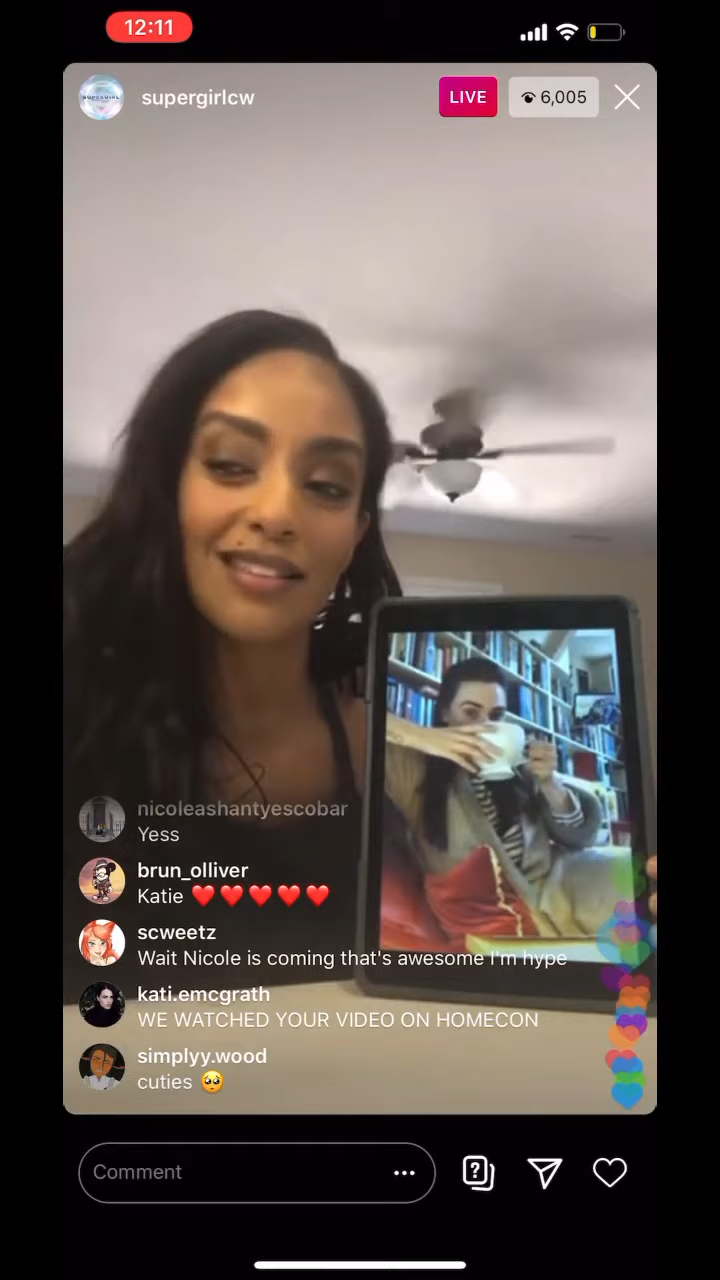 12:11
supergirlcw
LIVE
6,005
nicoleashantyescobar
Yess
brun_olliver
Katie ❤️❤️❤️❤️❤️
scweetz
Wait Nicole is coming that's awesome I'm hype
kati.emcgrath
WE WATCHED YOUR VIDEO ON HOMECON
simplyy.wood
cuties 🥺
Comment